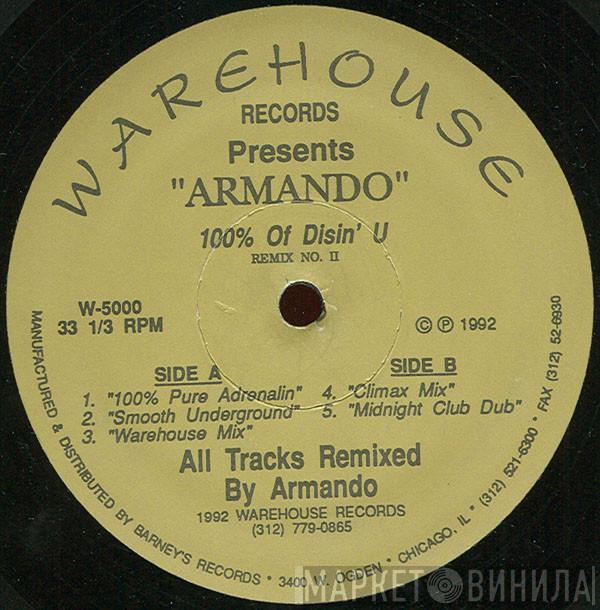 WAREHOUSE
RECORDS
Presents
"ARMANDO"
100% Of Disin' U
REMIX NO. II
W-5000
33 1/3 RPM
© ℗ 1992
SIDE A
1. "100% Pure Adrenalin"
2. "Smooth Underground"
3. "Warehouse Mix"
SIDE B
4. "Climax Mix"
5. "Midnight Club Dub"
All Tracks Remixed
By Armando
1992 WAREHOUSE RECORDS
(312) 779-0865
MANUFACTURED & DISTRIBUTED BY BARNEY'S RECORDS • 3400 W. OGDEN • CHICAGO, IL • (312) 521-6300 • FAX (312) 52-6930
МАРКЕТ ВИНИЛА